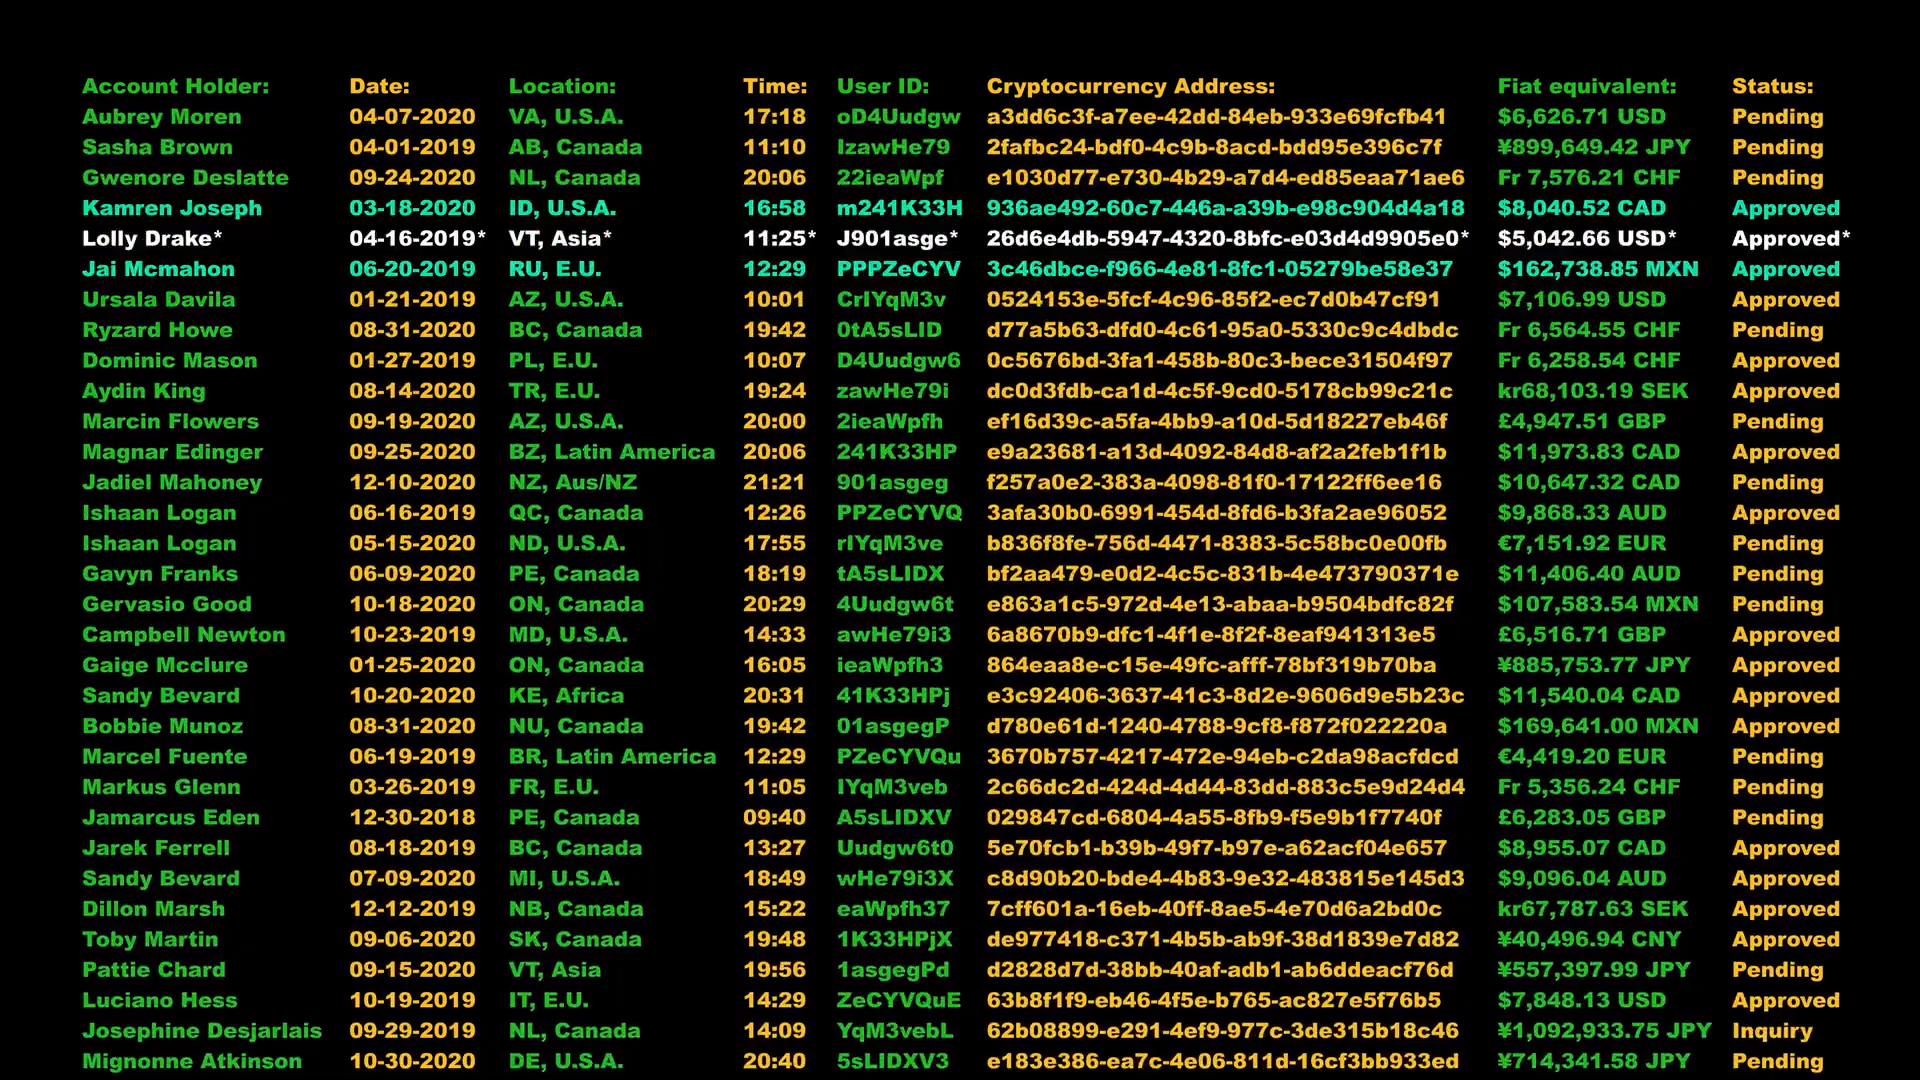 Account Holder: Date: Location: Time: User ID: Cryptocurrency Address: Fiat equivalent: Status:
Aubrey Moren 04-07-2020 VA, U.S.A. 17:18 oD4Uudgw a3dd6c3f-a7ee-42dd-84eb-933e69fcfb41 $6,626.71 USD Pending
Sasha Brown 04-01-2019 AB, Canada 11:10 IzawHe79 2fafbc24-bdf0-4c9b-8acd-bdd95e396c7f ¥899,649.42 JPY Pending
Gwenore Deslatte 09-24-2020 NL, Canada 20:06 22ieaWpf e1030d77-e730-4b29-a7d4-ed85eaa71ae6 Fr 7,576.21 CHF Pending
Kamren Joseph 03-18-2020 ID, U.S.A. 16:58 m241K33H 936ae492-60c7-446a-a39b-e98c904d4a18 $8,040.52 CAD Approved
Lolly Drake* 04-16-2019* VT, Asia* 11:25* J901asge* 26d6e4db-5947-4320-8bfc-e03d4d9905e0* $5,042.66 USD* Approved*
Jai Mcmahon 06-20-2019 RU, E.U. 12:29 PPPZeCYV 3c46dbce-f966-4e81-8fc1-05279be58e37 $162,738.85 MXN Approved
Ursala Davila 01-21-2019 AZ, U.S.A. 10:01 CrIYqM3v 0524153e-5fcf-4c96-85f2-ec7d0b47cf91 $7,106.99 USD Approved
Ryzard Howe 08-31-2020 BC, Canada 19:42 0tA5sLID d77a5b63-dfd0-4c61-95a0-5330c9c4dbdc Fr 6,564.55 CHF Pending
Dominic Mason 01-27-2019 PL, E.U. 10:07 D4Uudgw6 0c5676bd-3fa1-458b-80c3-bece31504f97 Fr 6,258.54 CHF Approved
Aydin King 08-14-2020 TR, E.U. 19:24 zawHe79i dc0d3fdb-ca1d-4c5f-9cd0-5178cb99c21c kr68,103.19 SEK Approved
Marcin Flowers 09-19-2020 AZ, U.S.A. 20:00 2ieaWpfh ef16d39c-a5fa-4bb9-a10d-5d18227eb46f £4,947.51 GBP Pending
Magnar Edinger 09-25-2020 BZ, Latin America 20:06 241K33HP e9a23681-a13d-4092-84d8-af2a2feb1f1b $11,973.83 CAD Approved
Jadiel Mahoney 12-10-2020 NZ, Aus/NZ 21:21 901asgeg f257a0e2-383a-4098-81f0-17122ff6ee16 $10,647.32 CAD Pending
Ishaan Logan 06-16-2019 QC, Canada 12:26 PPZeCYVQ 3afa30b0-6991-454d-8fd6-b3fa2ae96052 $9,868.33 AUD Approved
Ishaan Logan 05-15-2020 ND, U.S.A. 17:55 rIYqM3ve b836f8fe-756d-4471-8383-5c58bc0e00fb €7,151.92 EUR Pending
Gavyn Franks 06-09-2020 PE, Canada 18:19 tA5sLIDX bf2aa479-e0d2-4c5c-831b-4e473790371e $11,406.40 AUD Pending
Gervasio Good 10-18-2020 ON, Canada 20:29 4Uudgw6t e863a1c5-972d-4e13-abaa-b9504bdfc82f $107,583.54 MXN Pending
Campbell Newton 10-23-2019 MD, U.S.A. 14:33 awHe79i3 6a8670b9-dfc1-4f1e-8f2f-8eaf941313e5 £6,516.71 GBP Approved
Gaige Mcclure 01-25-2020 ON, Canada 16:05 ieaWpfh3 864eaa8e-c15e-49fc-afff-78bf319b70ba ¥885,753.77 JPY Approved
Sandy Bevard 10-20-2020 KE, Africa 20:31 41K33HPj e3c92406-3637-41c3-8d2e-9606d9e5b23c $11,540.04 CAD Approved
Bobbie Munoz 08-31-2020 NU, Canada 19:42 01asgegP d780e61d-1240-4788-9cf8-f872f022220a $169,641.00 MXN Approved
Marcel Fuente 06-19-2019 BR, Latin America 12:29 PZeCYVQu 3670b757-4217-472e-94eb-c2da98acfdcd €4,419.20 EUR Pending
Markus Glenn 03-26-2019 FR, E.U. 11:05 IYqM3veb 2c66dc2d-424d-4d44-83dd-883c5e9d24d4 Fr 5,356.24 CHF Pending
Jamarcus Eden 12-30-2018 PE, Canada 09:40 A5sLIDXV 029847cd-6804-4a55-8fb9-f5e9b1f7740f £6,283.05 GBP Pending
Jarek Ferrell 08-18-2019 BC, Canada 13:27 Uudgw6t0 5e70fcb1-b39b-49f7-b97e-a62acf04e657 $8,955.07 CAD Approved
Sandy Bevard 07-09-2020 MI, U.S.A. 18:49 wHe79i3X c8d90b20-bde4-4b83-9e32-483815e145d3 $9,096.04 AUD Approved
Dillon Marsh 12-12-2019 NB, Canada 15:22 eaWpfh37 7cff601a-16eb-40ff-8ae5-4e70d6a2bd0c kr67,787.63 SEK Approved
Toby Martin 09-06-2020 SK, Canada 19:48 1K33HPjX de977418-c371-4b5b-ab9f-38d1839e7d82 ¥40,496.94 CNY Approved
Pattie Chard 09-15-2020 VT, Asia 19:56 1asgegPd d2828d7d-38bb-40af-adb1-ab6ddeacf76d ¥557,397.99 JPY Pending
Luciano Hess 10-19-2019 IT, E.U. 14:29 ZeCYVQuE 63b8f1f9-eb46-4f5e-b765-ac827e5f76b5 $7,848.13 USD Approved
Josephine Desjarlais 09-29-2019 NL, Canada 14:09 YqM3vebL 62b08899-e291-4ef9-977c-3de315b18c46 ¥1,092,933.75 JPY Inquiry
Mignonne Atkinson 10-30-2020 DE, U.S.A. 20:40 5sLIDXV3 e183e386-ea7c-4e06-811d-16cf3bb933ed ¥714,341.58 JPY Pending